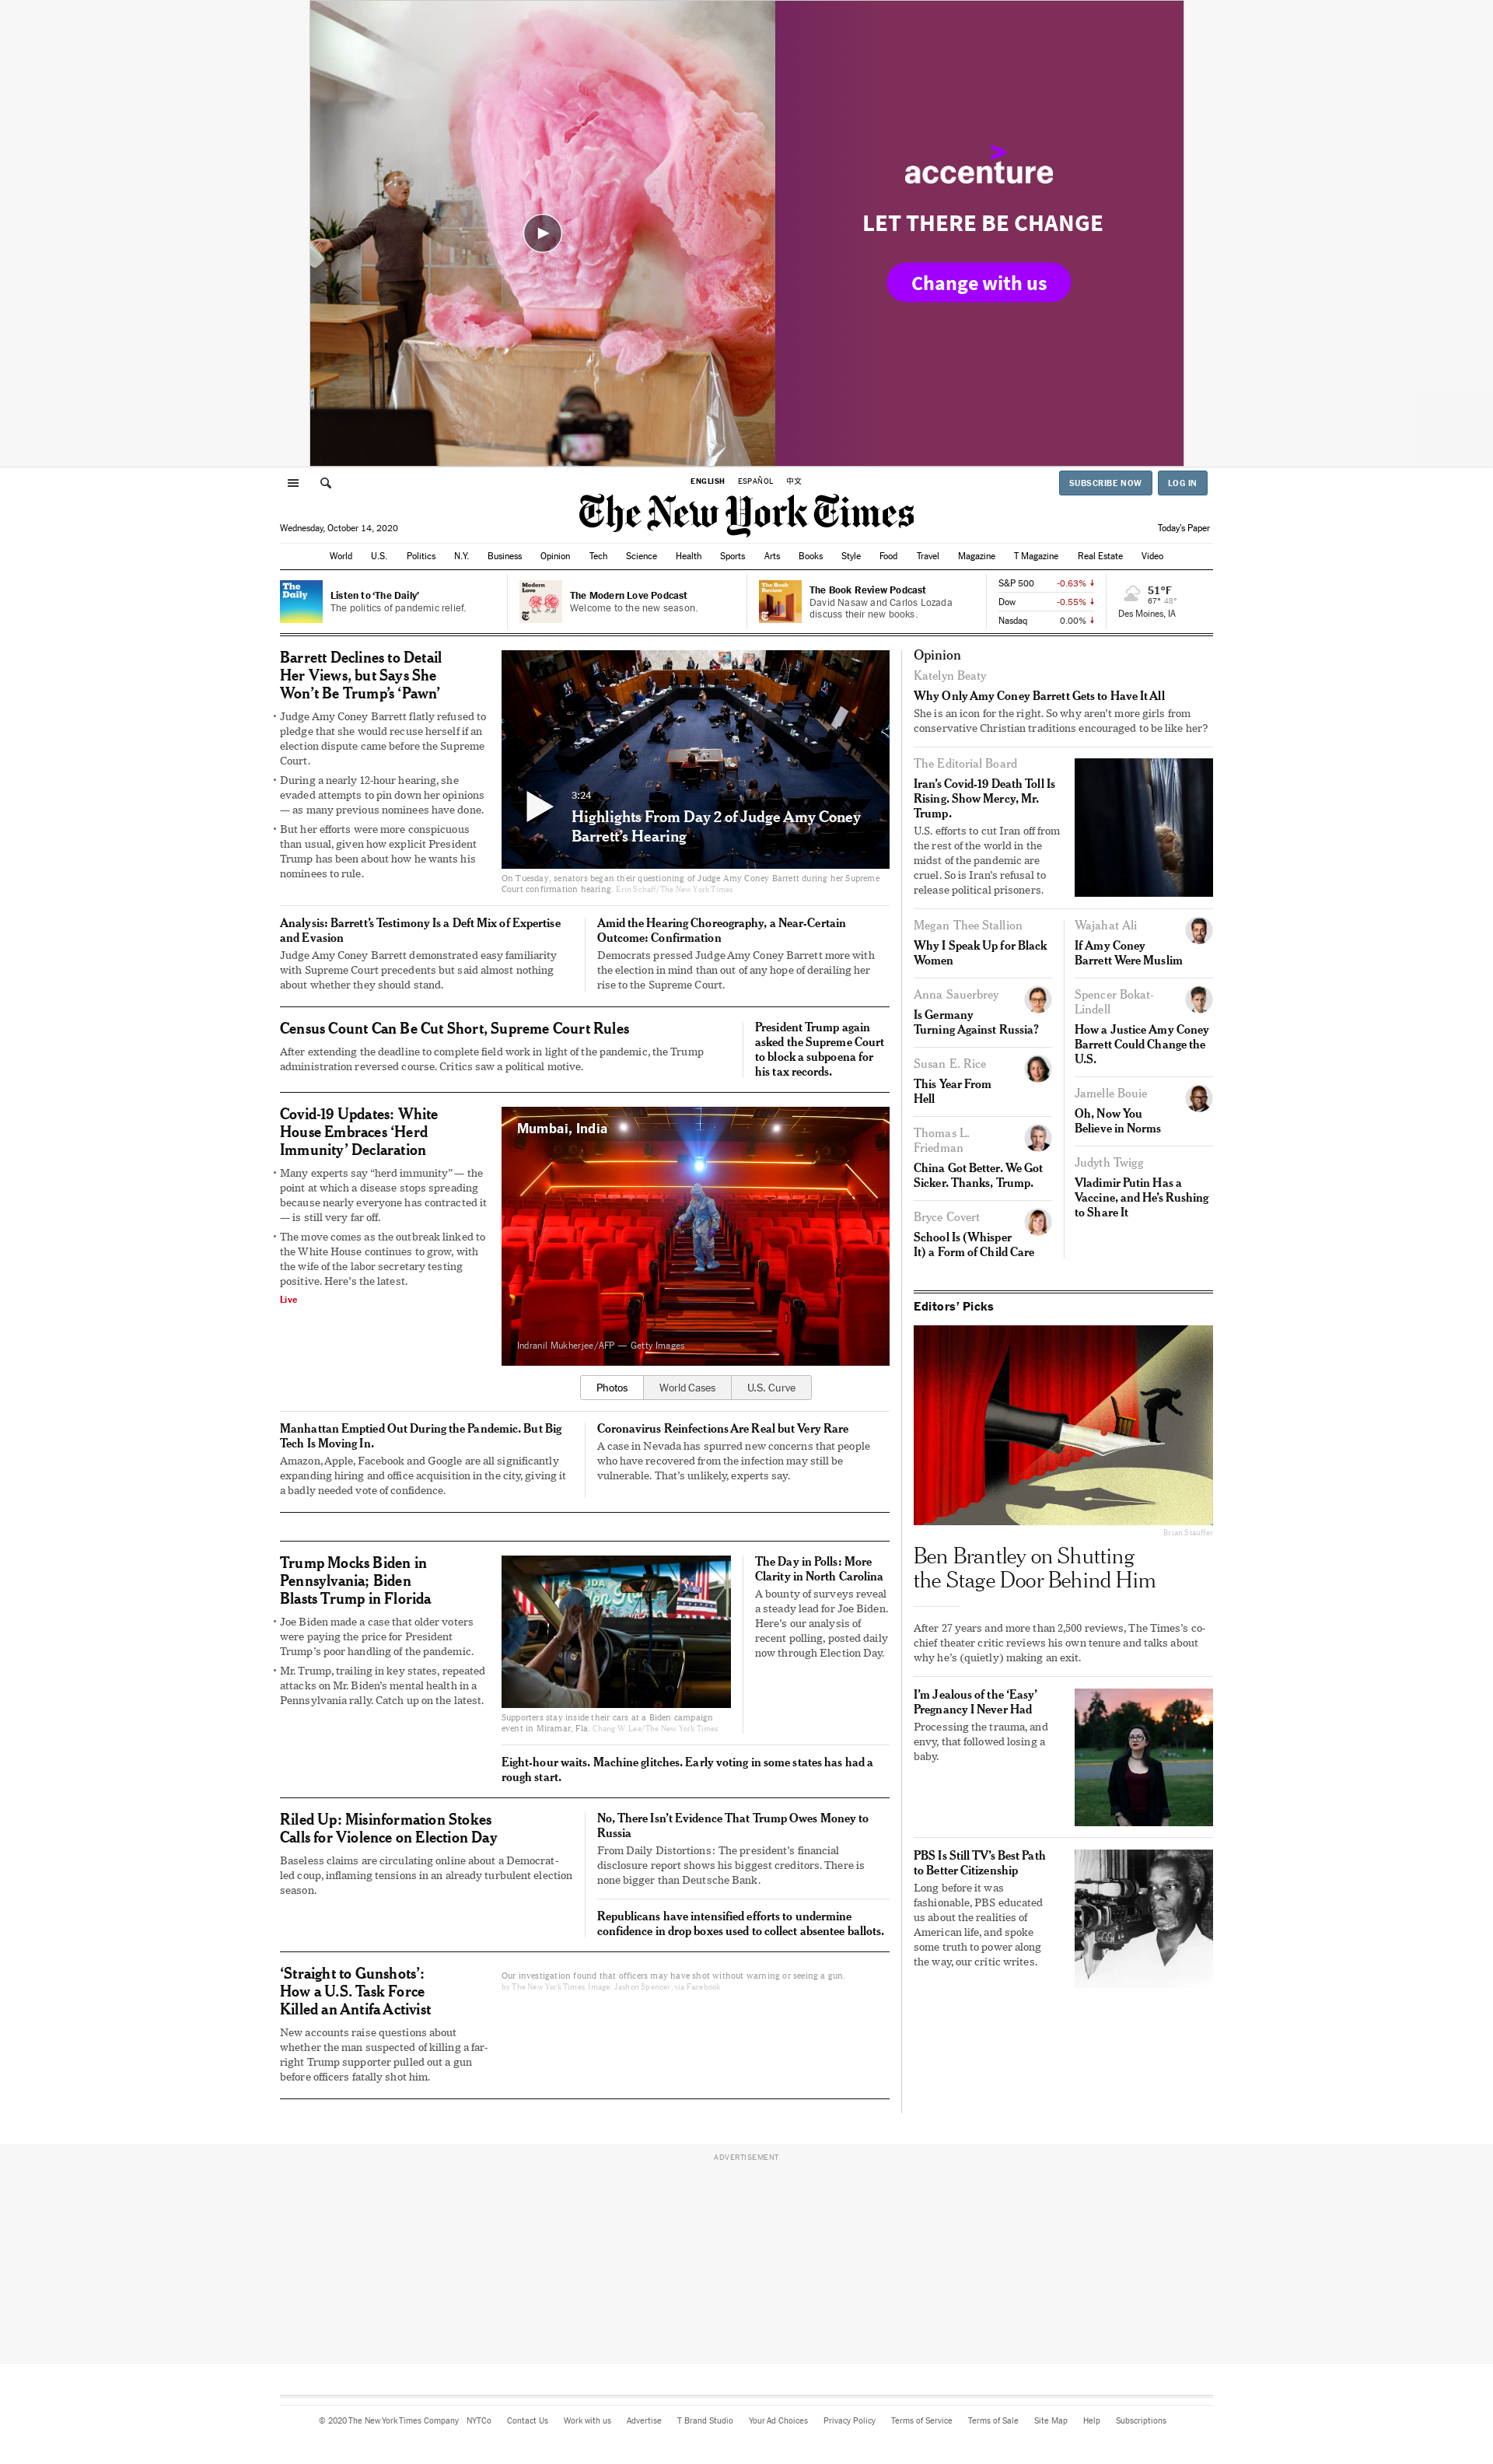 >
accenture
LET THERE BE CHANGE
Change with us
ENGLISH ESPAÑOL 中文
SUBSCRIBE NOW LOG IN
The New York Times
Wednesday, October 14, 2020
Today's Paper
World U.S. Politics N.Y. Business Opinion Tech Science Health Sports Arts Books Style Food Travel Magazine T Magazine Real Estate Video
The
Daily
Listen to ‘The Daily’
The politics of pandemic relief.
Modern
Love
The Modern Love Podcast
Welcome to the new season.
The Book
Review
The Book Review Podcast
David Nasaw and Carlos Lozada
discuss their new books.
S&P 500 -0.63% ↓
Dow -0.55% ↓
Nasdaq 0.00% ↓
51°F
67° 48°
Des Moines, IA
Barrett Declines to Detail
Her Views, but Says She
Won’t Be Trump’s ‘Pawn’
• Judge Amy Coney Barrett flatly refused to
pledge that she would recuse herself if an
election dispute came before the Supreme
Court.
• During a nearly 12-hour hearing, she
evaded attempts to pin down her opinions
— as many previous nominees have done.
• But her efforts were more conspicuous
than usual, given how explicit President
Trump has been about how he wants his
nominees to rule.
3:24
Highlights From Day 2 of Judge Amy Coney
Barrett’s Hearing
On Tuesday, senators began their questioning of Judge Amy Coney Barrett during her Supreme
Court confirmation hearing. Erin Schaff/The New York Times
Analysis: Barrett’s Testimony Is a Deft Mix of Expertise
and Evasion
Judge Amy Coney Barrett demonstrated easy familiarity
with Supreme Court precedents but said almost nothing
about whether they should stand.
Amid the Hearing Choreography, a Near-Certain
Outcome: Confirmation
Democrats pressed Judge Amy Coney Barrett more with
the election in mind than out of any hope of derailing her
rise to the Supreme Court.
Census Count Can Be Cut Short, Supreme Court Rules
After extending the deadline to complete field work in light of the pandemic, the Trump
administration reversed course. Critics saw a political motive.
President Trump again
asked the Supreme Court
to block a subpoena for
his tax records.
Covid-19 Updates: White
House Embraces ‘Herd
Immunity’ Declaration
• Many experts say “herd immunity” — the
point at which a disease stops spreading
because nearly everyone has contracted it
— is still very far off.
• The move comes as the outbreak linked to
the White House continues to grow, with
the wife of the labor secretary testing
positive. Here’s the latest.
Live
Mumbai, India
Indranil Mukherjee/AFP — Getty Images
Photos World Cases U.S. Curve
Manhattan Emptied Out During the Pandemic. But Big
Tech Is Moving In.
Amazon, Apple, Facebook and Google are all significantly
expanding hiring and office acquisition in the city, giving it
a badly needed vote of confidence.
Coronavirus Reinfections Are Real but Very Rare
A case in Nevada has spurred new concerns that people
who have recovered from the infection may still be
vulnerable. That’s unlikely, experts say.
Trump Mocks Biden in
Pennsylvania; Biden
Blasts Trump in Florida
• Joe Biden made a case that older voters
were paying the price for President
Trump’s poor handling of the pandemic.
• Mr. Trump, trailing in key states, repeated
attacks on Mr. Biden’s mental health in a
Pennsylvania rally. Catch up on the latest.
Supporters stay inside their cars at a Biden campaign
event in Miramar, Fla. Chang W. Lee/The New York Times
The Day in Polls: More
Clarity in North Carolina
A bounty of surveys reveal
a steady lead for Joe Biden.
Here’s our analysis of
recent polling, posted daily
now through Election Day.
Eight-hour waits. Machine glitches. Early voting in some states has had a
rough start.
Riled Up: Misinformation Stokes
Calls for Violence on Election Day
Baseless claims are circulating online about a Democrat-
led coup, inflaming tensions in an already turbulent election
season.
No, There Isn’t Evidence That Trump Owes Money to
Russia
From Daily Distortions: The president’s financial
disclosure report shows his biggest creditors. There is
none bigger than Deutsche Bank.
Republicans have intensified efforts to undermine
confidence in drop boxes used to collect absentee ballots.
‘Straight to Gunshots’:
How a U.S. Task Force
Killed an Antifa Activist
New accounts raise questions about
whether the man suspected of killing a far-
right Trump supporter pulled out a gun
before officers fatally shot him.
Our investigation found that officers may have shot without warning or seeing a gun.
by The New York Times. Image: Jashon Spencer, via Facebook
Opinion
Katelyn Beaty
Why Only Amy Coney Barrett Gets to Have It All
She is an icon for the right. So why aren’t more girls from
conservative Christian traditions encouraged to be like her?
The Editorial Board
Iran’s Covid-19 Death Toll Is
Rising. Show Mercy, Mr.
Trump.
U.S. efforts to cut Iran off from
the rest of the world in the
midst of the pandemic are
cruel. So is Iran’s refusal to
release political prisoners.
Megan Thee Stallion
Why I Speak Up for Black
Women
Anna Sauerbrey
Is Germany
Turning Against Russia?
Susan E. Rice
This Year From
Hell
Thomas L.
Friedman
China Got Better. We Got
Sicker. Thanks, Trump.
Bryce Covert
School Is (Whisper
It) a Form of Child Care
Wajahat Ali
If Amy Coney
Barrett Were Muslim
Spencer Bokat-
Lindell
How a Justice Amy Coney
Barrett Could Change the
U.S.
Jamelle Bouie
Oh, Now You
Believe in Norms
Judyth Twigg
Vladimir Putin Has a
Vaccine, and He’s Rushing
to Share It
Editors’ Picks
Brian Stauffer
Ben Brantley on Shutting
the Stage Door Behind Him
After 27 years and more than 2,500 reviews, The Times’s co-
chief theater critic reviews his own tenure and talks about
why he’s (quietly) making an exit.
I’m Jealous of the ‘Easy’
Pregnancy I Never Had
Processing the trauma, and
envy, that followed losing a
baby.
PBS Is Still TV’s Best Path
to Better Citizenship
Long before it was
fashionable, PBS educated
us about the realities of
American life, and spoke
some truth to power along
the way, our critic writes.
ADVERTISEMENT
© 2020 The New York Times Company NYTCo Contact Us Work with us Advertise T Brand Studio Your Ad Choices Privacy Policy Terms of Service Terms of Sale Site Map Help Subscriptions